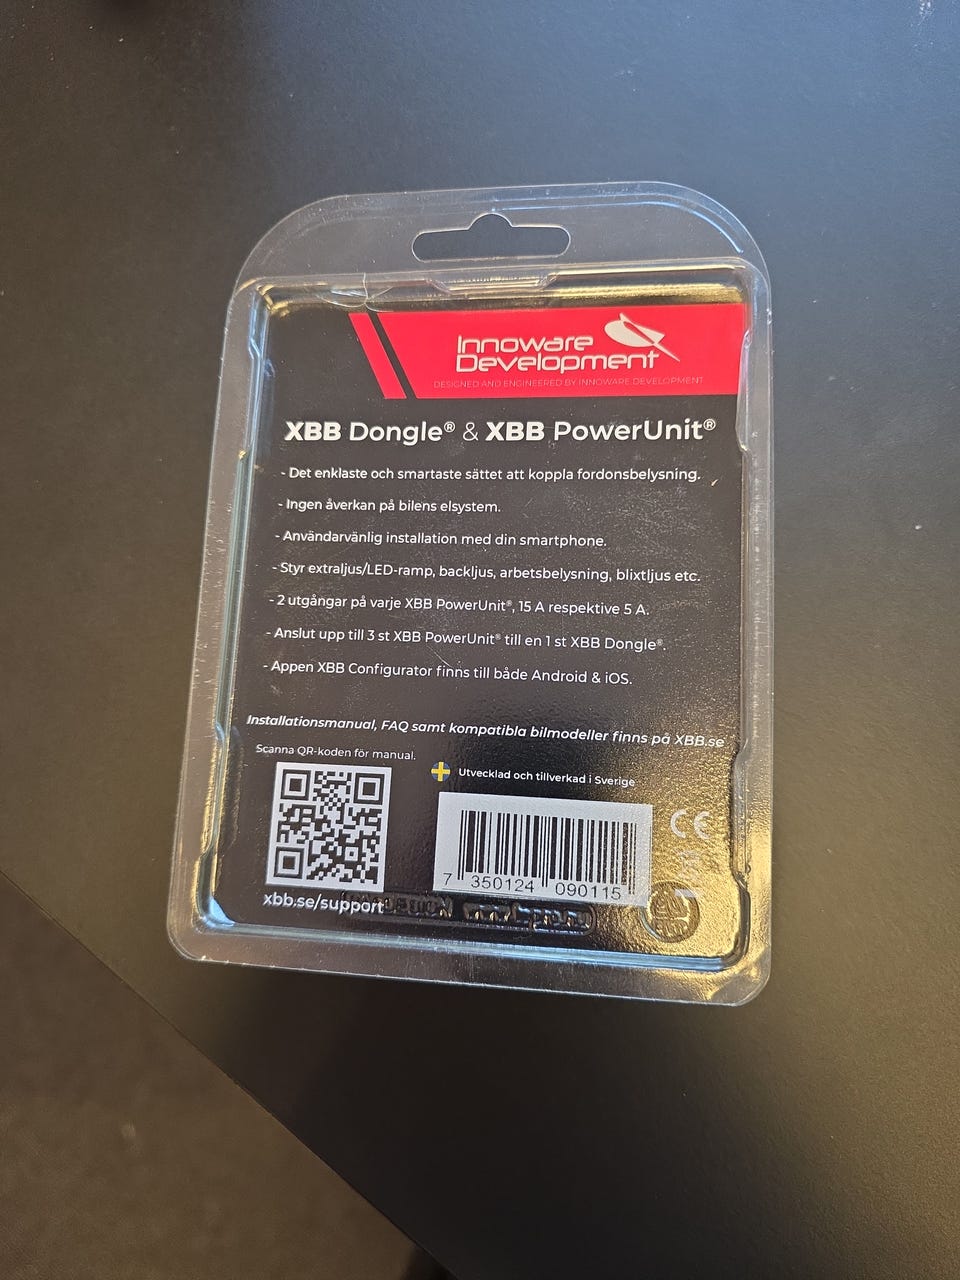 Innoware
Development
DESIGNED AND ENGINEERED BY INNOWARE DEVELOPMENT
XBB Dongle® & XBB PowerUnit®
- Det enklaste och smartaste sättet att koppla fordonsbelysning.
- Ingen åverkan på bilens elsystem.
- Användarvänlig installation med din smartphone.
- Styr extraljus/LED-ramp, backljus, arbetsbelysning, blixtljus etc.
- 2 utgångar på varje XBB PowerUnit®, 15 A respektive 5 A.
- Anslut upp till 3 st XBB PowerUnit® till en 1 st XBB Dongle®.
- Appen XBB Configurator finns till både Android & iOS.
Installationsmanual, FAQ samt kompatibla bilmodeller finns på XBB.se
Scanna QR-koden för manual.
Utvecklad och tillverkad i Sverige
7 350124 090115
CE
xbb.se/support